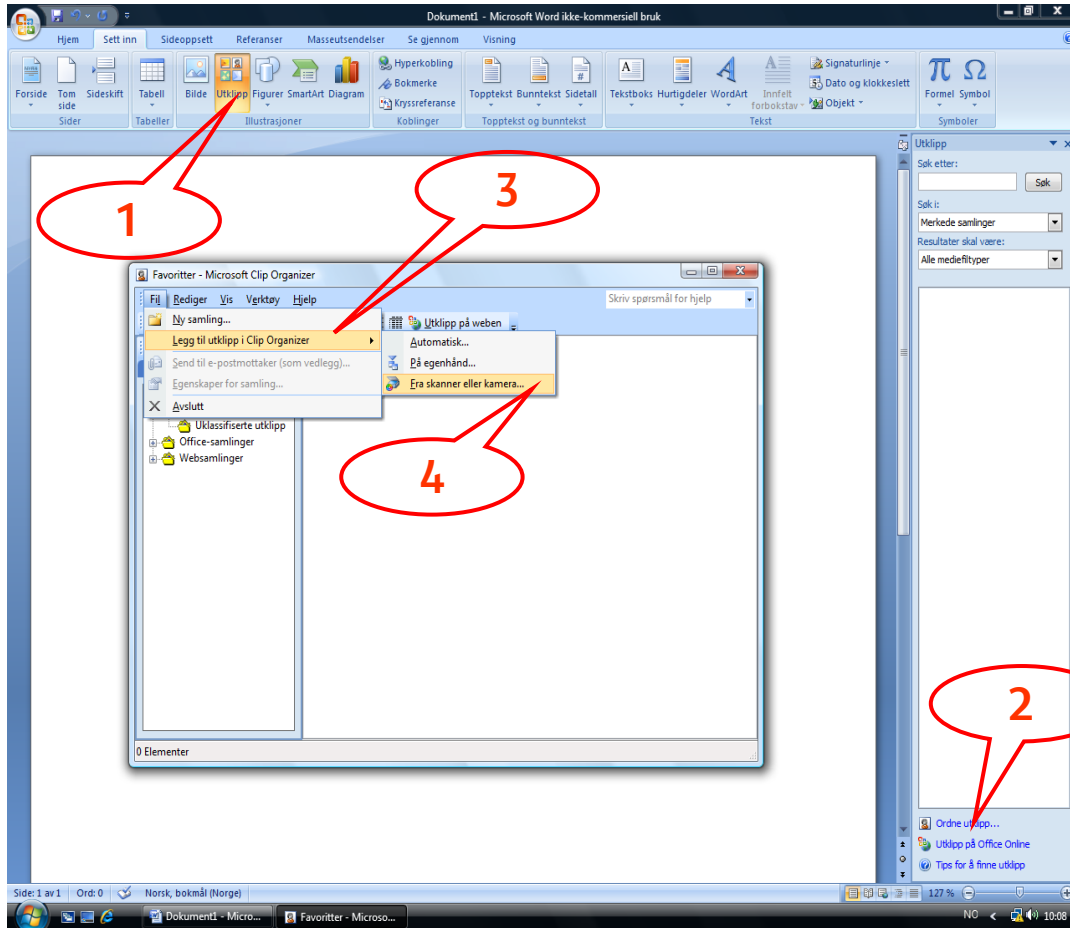 Dokument1 - Microsoft Word ikke-kommersiell bruk
Hjem Sett inn Sideoppsett Referanser Masseutsendelser Se gjennom Visning
Forside
Tom side
Sideskift
Sider
Tabell
Tabeller
Bilde Utklipp Figurer SmartArt Diagram
Illustrasjoner
Hyperkobling
Bokmerke
Kryssreferanse
Koblinger
Topptekst Bunntekst Sidetall
Topptekst og bunntekst
Tekstboks Hurtigdeler WordArt
Innfelt
forbokstav
Signaturlinje
Dato og klokkeslett
Objekt
Tekst
Formel Symbol
Symboler
1
3
Favoritter - Microsoft Clip Organizer
Fil Rediger Vis Verktøy Hjelp
Skriv spørsmål for hjelp
Utklipp på weben
Ny samling...
Legg til utklipp i Clip Organizer
Send til e-postmottaker (som vedlegg)...
Egenskaper for samling...
Avslutt
Automatisk...
På egenhånd...
Fra skanner eller kamera...
Uklassifiserte utklipp
Office-samlinger
Websamlinger
4
0 Elementer
Utklipp
Søk etter:
Søk
Søk i:
Merkede samlinger
Resultater skal være:
Alle mediefiltyper
2
Ordne utklipp...
Utklipp på Office Online
Tips for å finne utklipp
Side: 1 av 1 Ord: 0 Norsk, bokmål (Norge) 127 %
Dokument1 - Micro... Favoritter - Microso... NO 10:08